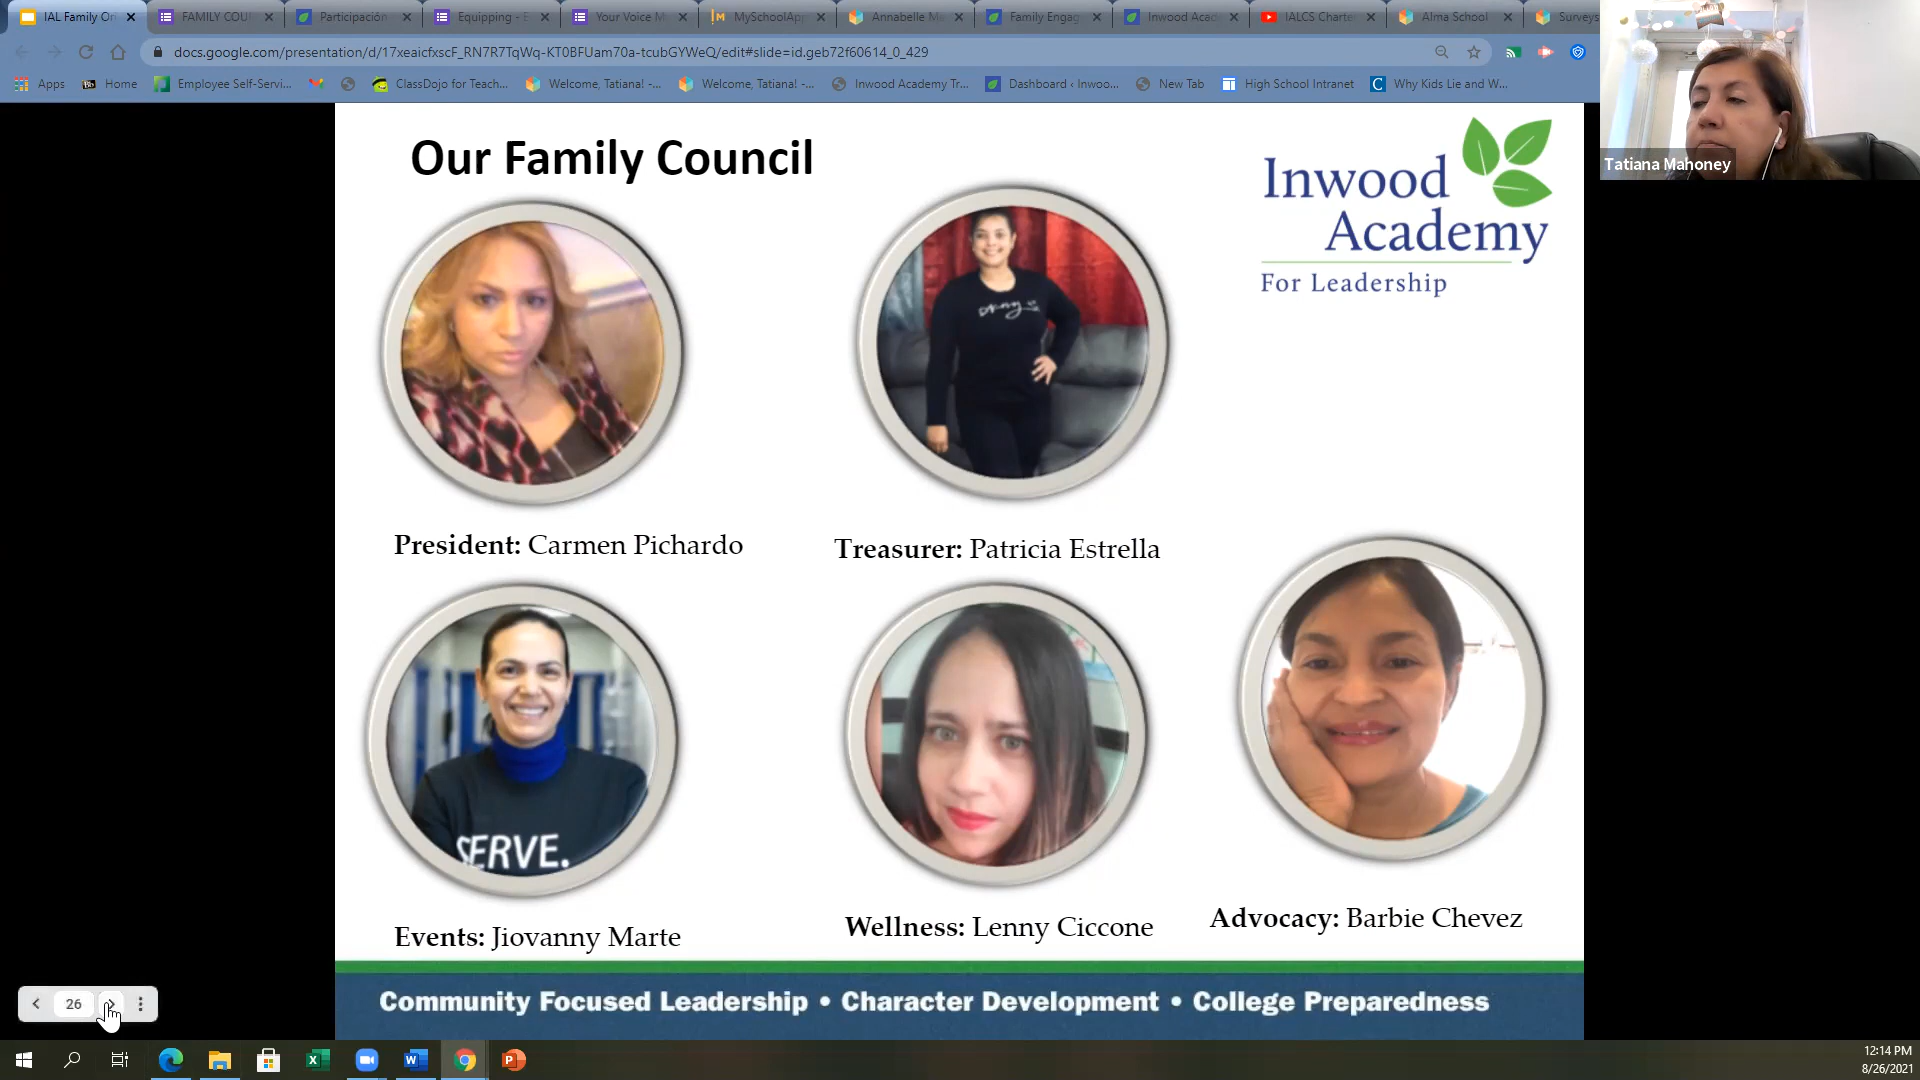 IAL Family On
FAMILY COU
Participación
Equipping - E
Your Voice M
MySchoolAp
Annabelle Ma
Family Engag
Inwood Acad
IALCS Charte
Alma School
Surveys
docs.google.com/presentation/d/17xeaicfxscF_RN7R7TqWq-KT0BFUam70a-tcubGYWeQ/edit#slide=id.geb72f60614_0_429
Apps
Home
Employee Self-Servi...
ClassDojo for Teach...
Welcome, Tatiana! -...
Welcome, Tatiana! -...
Inwood Academy Tr...
Dashboard ‹ Inwoo...
New Tab
High School Intranet
Why Kids Lie and W...
Tatiana Mahoney
Our Family Council
Inwood
Academy
For Leadership
President: Carmen Pichardo
Treasurer: Patricia Estrella
SERVE.
Events: Jiovanny Marte
Wellness: Lenny Ciccone
Advocacy: Barbie Chevez
Community Focused Leadership • Character Development • College Preparedness
26
12:14 PM
8/26/2021